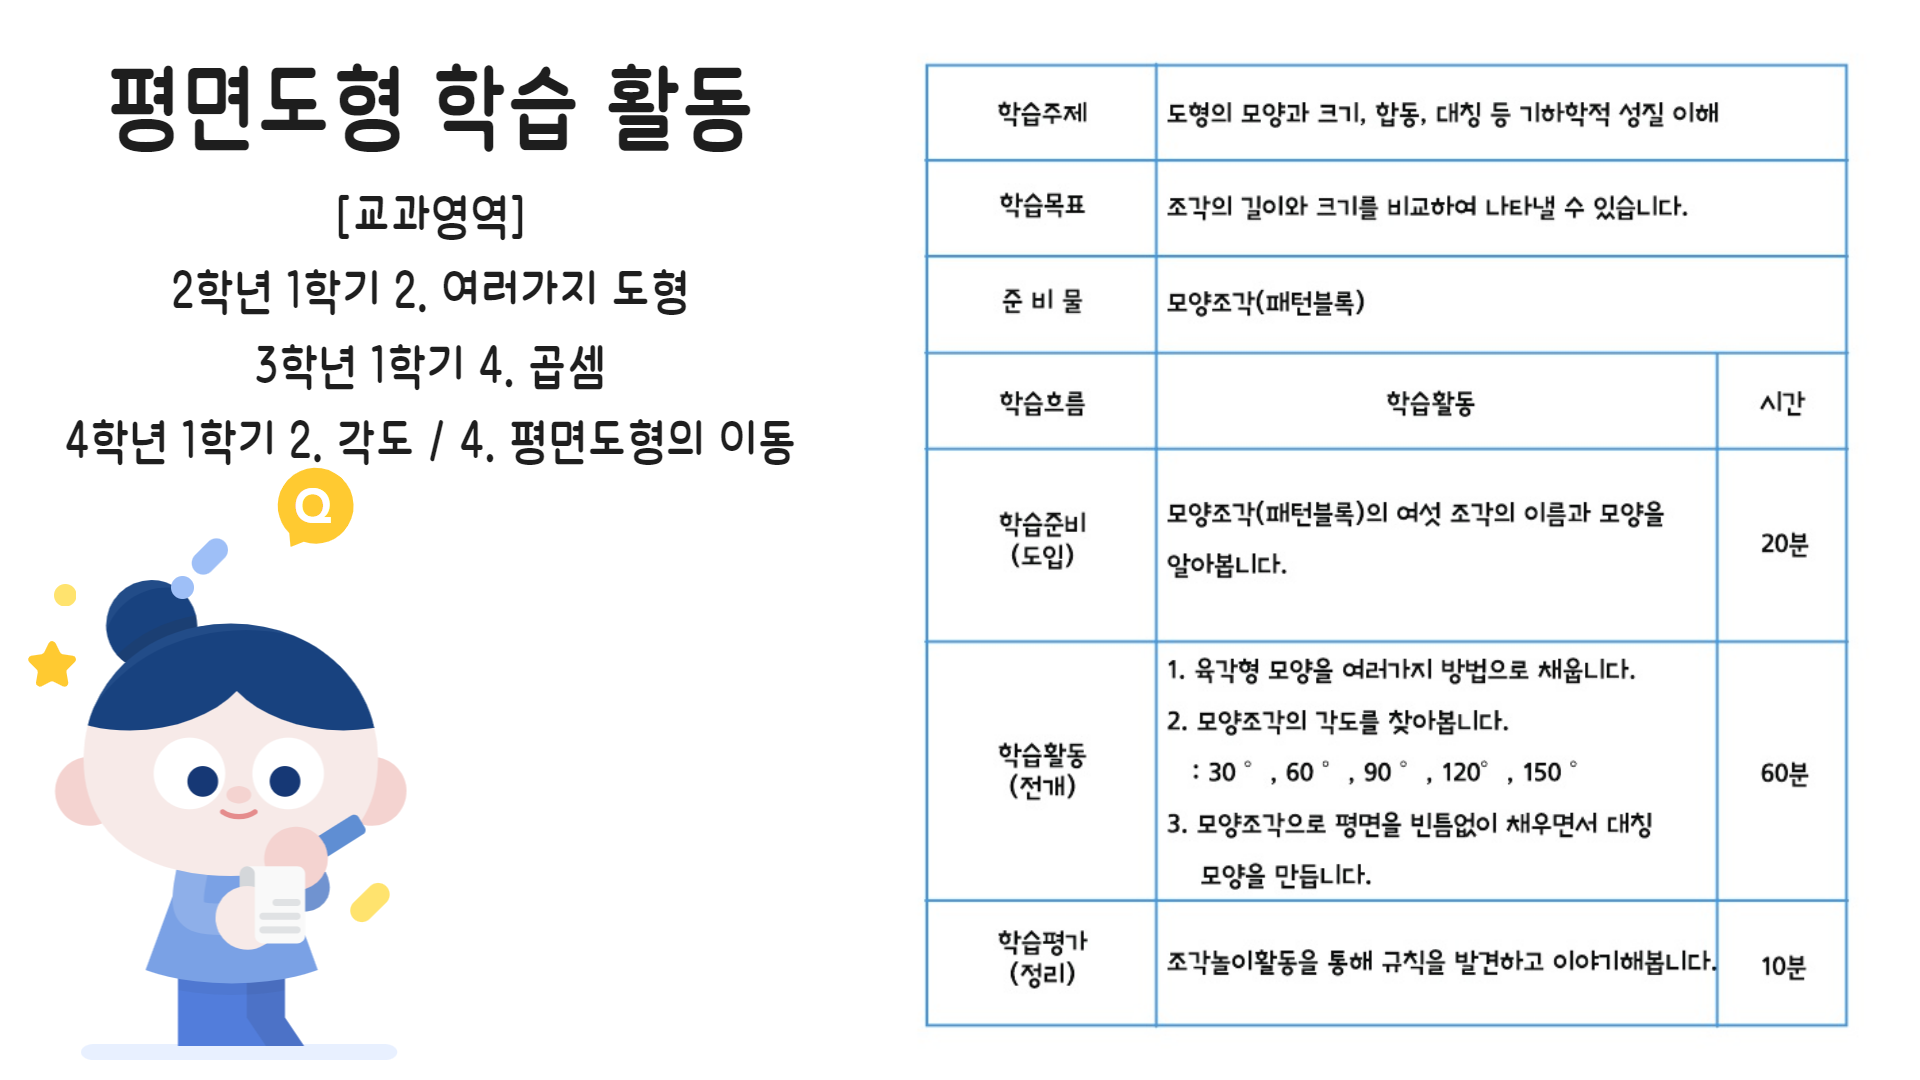 평면도형 학습 활동
[교과영역]
2학년 1학기 2. 여러가지 도형
3학년 1학기 4. 곱셈
4학년 1학기 2. 각도 / 4. 평면도형의 이동
Q
학습주제
도형의 모양과 크기, 합동, 대칭 등 기하학적 성질 이해
학습목표
조각의 길이와 크기를 비교하여 나타낼 수 있습니다.
준 비 물
모양조각(패턴블록)
학습흐름
학습활동
시간
학습준비
(도입)
모양조각(패턴블록)의 여섯 조각의 이름과 모양을
알아봅니다.
20분
학습활동
(전개)
1. 육각형 모양을 여러가지 방법으로 채웁니다.
2. 모양조각의 각도를 찾아봅니다.
: 30 ° , 60 ° , 90 ° , 120° , 150 °
3. 모양조각으로 평면을 빈틈없이 채우면서 대칭
모양을 만듭니다.
60분
학습평가
(정리)
조각놀이활동을 통해 규칙을 발견하고 이야기해봅니다.
10분